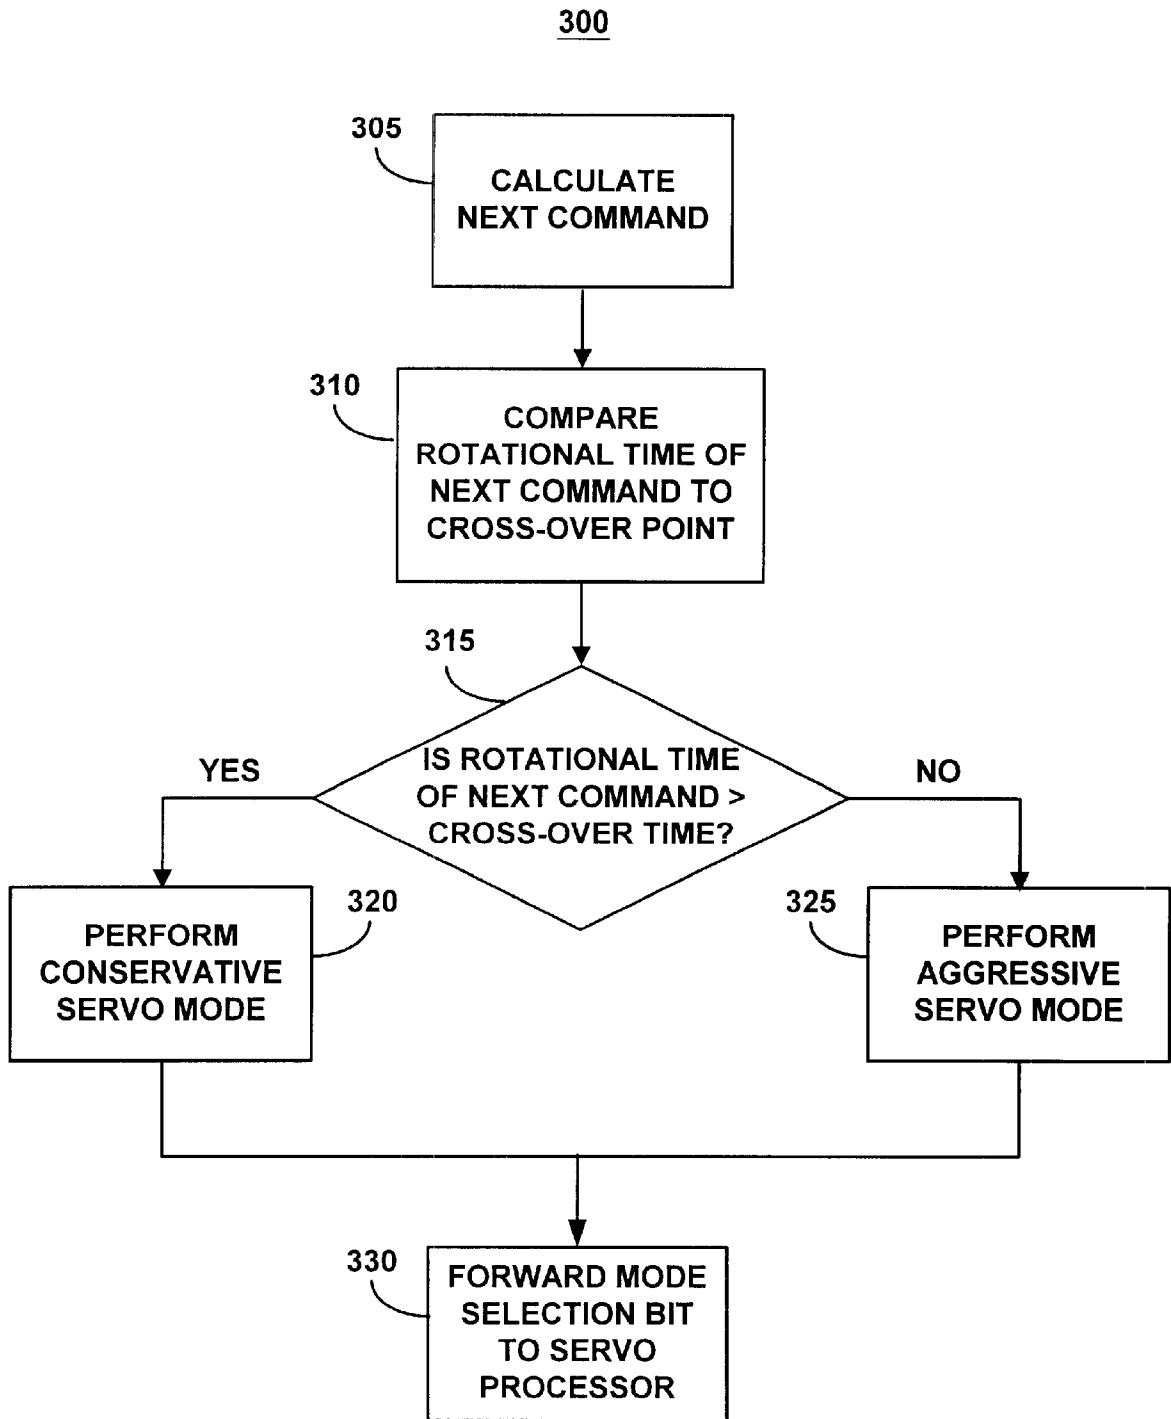 300
305
CALCULATE
NEXT COMMAND
310
COMPARE
ROTATIONAL TIME OF
NEXT COMMAND TO
CROSS-OVER POINT
315
IS ROTATIONAL TIME
OF NEXT COMMAND >
CROSS-OVER TIME?
YES
NO
320
PERFORM
CONSERVATIVE
SERVO MODE
325
PERFORM
AGGRESSIVE
SERVO MODE
330
FORWARD MODE
SELECTION BIT
TO SERVO
PROCESSOR